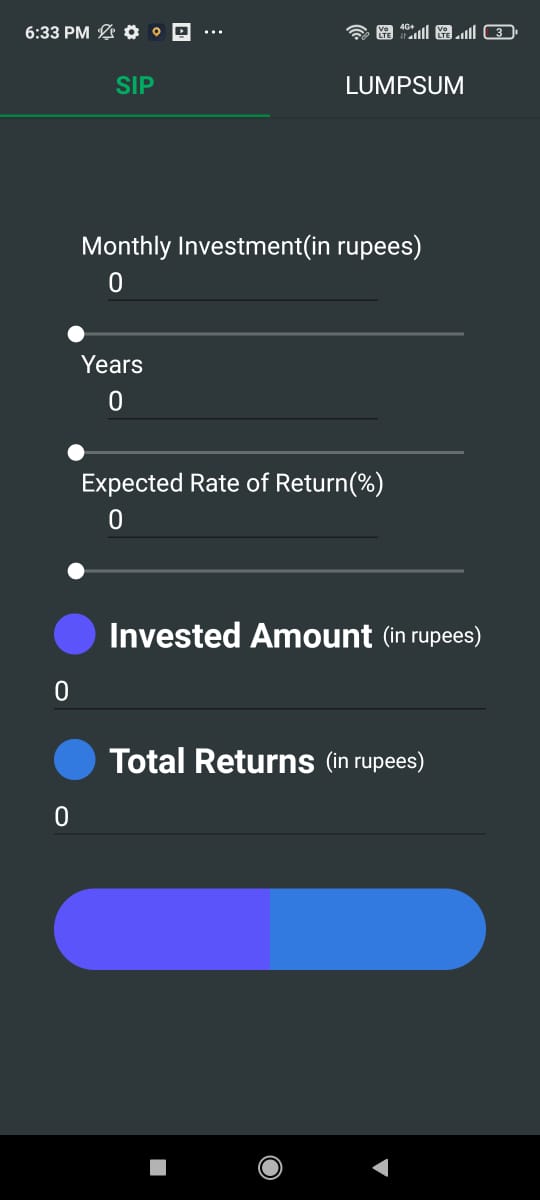 6:33 PM
VO LTE 4G+ VO LTE 3
SIP LUMPSUM
Monthly Investment(in rupees)
0
Years
0
Expected Rate of Return(%)
0
Invested Amount (in rupees)
0
Total Returns (in rupees)
0